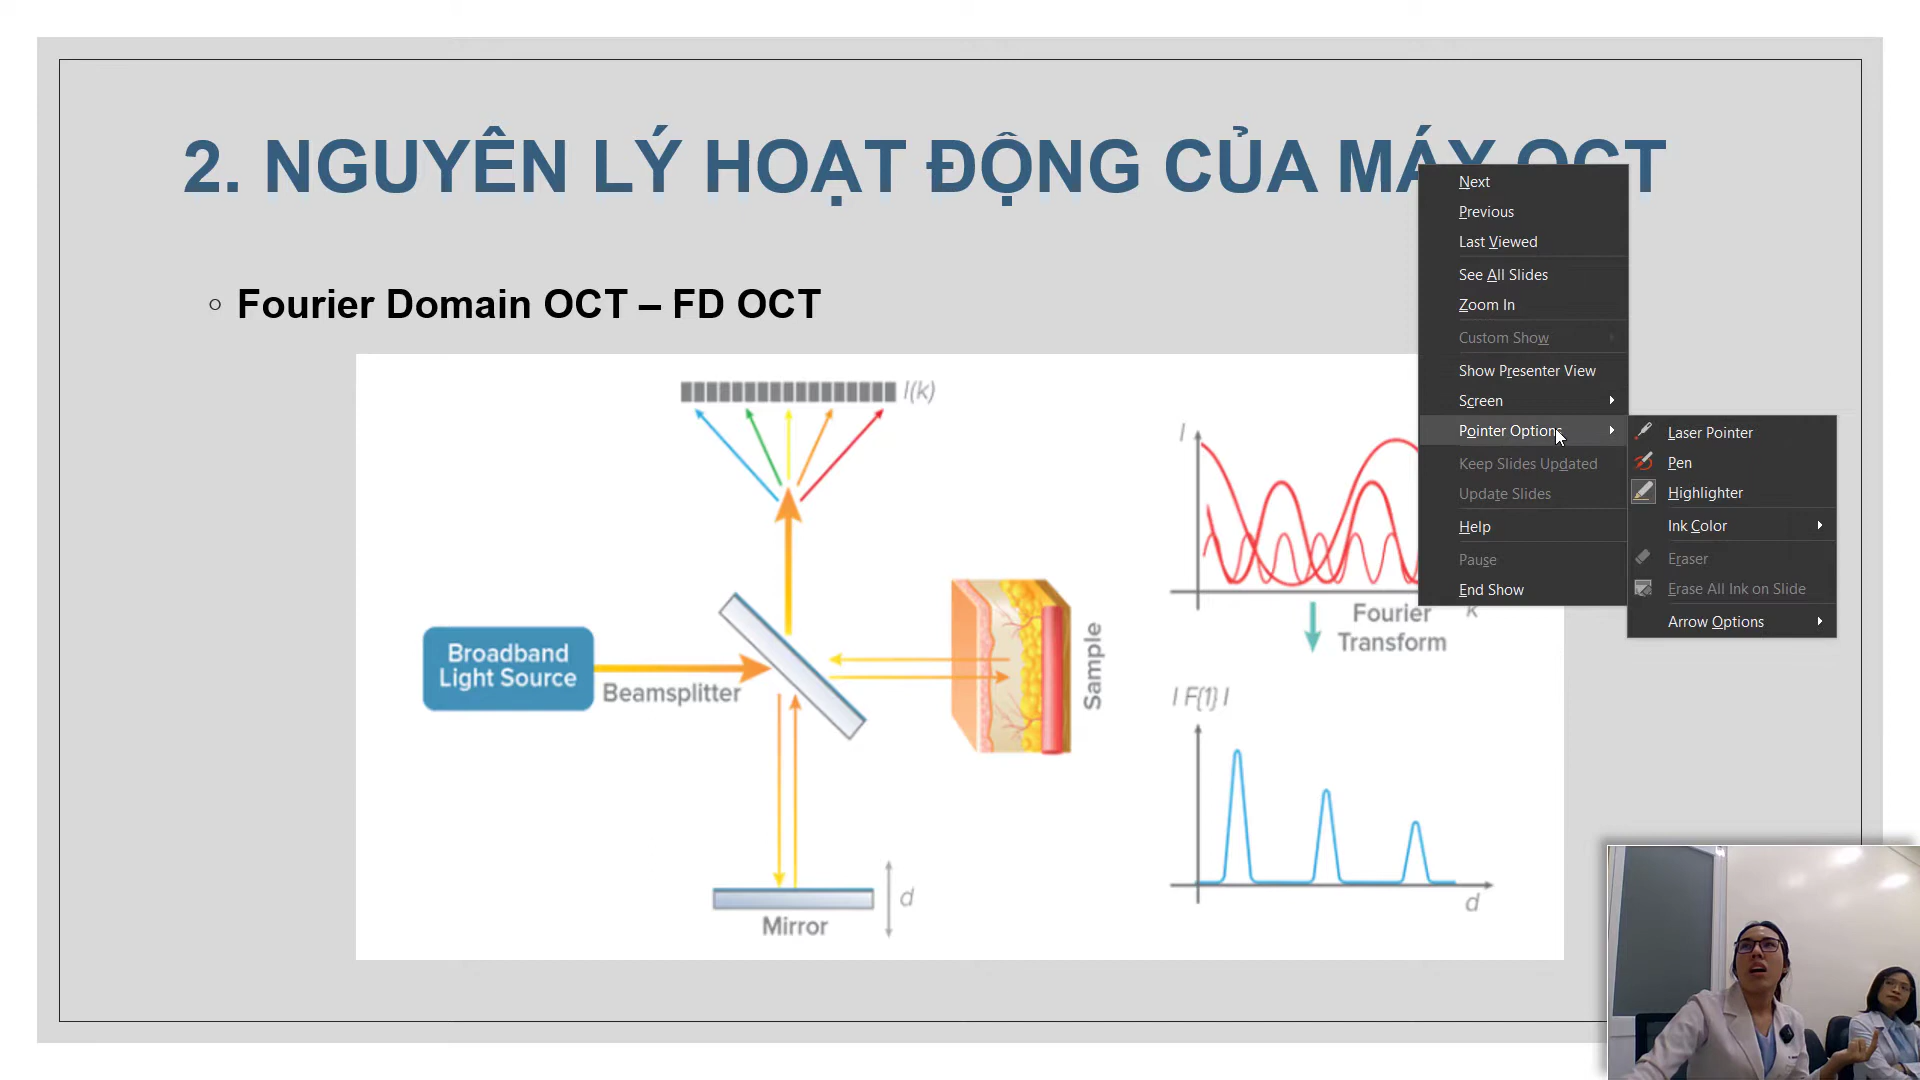 2. NGUYÊN LÝ HOẠT ĐỘNG CỦA MÁY OCT
Fourier Domain OCT – FD OCT
I(k)
Broadband
Light Source
Beamsplitter
Sample
Mirror
d
I
k
Fourier
Transform
I F{1} I
d
Next
Previous
Last Viewed
See All Slides
Zoom In
Custom Show
Show Presenter View
Screen
Pointer Options
Keep Slides Updated
Update Slides
Help
Pause
End Show
Laser Pointer
Pen
Highlighter
Ink Color
Eraser
Erase All Ink on Slide
Arrow Options